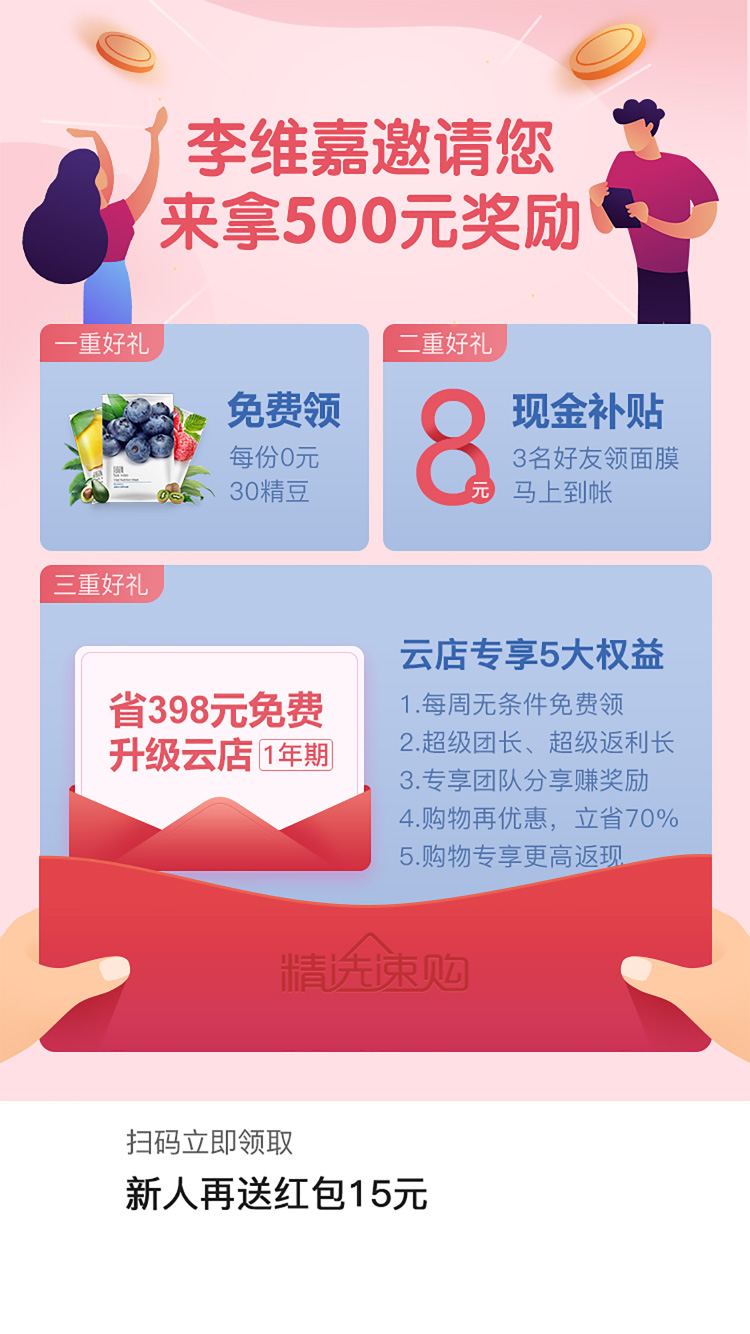 李维嘉邀请您
来拿500元奖励
一重好礼
免费领
每份0元
30精豆
二重好礼
8元
现金补贴
3名好友领面膜
马上到帐
三重好礼
省398元免费
升级云店 1年期
云店专享5大权益
1.每周无条件免费领
2.超级团长、超级返利长
3.专享团队分享赚奖励
4.购物再优惠，立省70%
5.购物专享更高返现
精选速购
扫码立即领取
新人再送红包15元